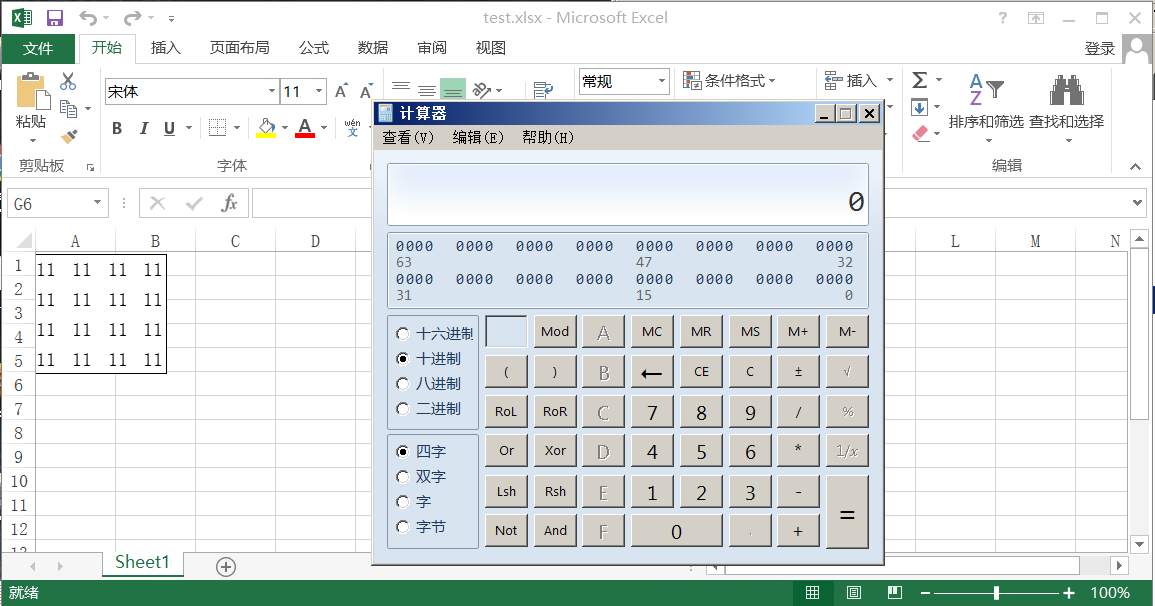 test.xlsx - Microsoft Excel
文件 开始 插入 页面布局 公式 数据 审阅 视图 登录
粘贴 宋体 11 常规 条件格式 插入 排序和筛选 查找和选择
B I U wén 文
剪贴板 字体 编辑
G6 fx
A B C D L M N
1 11 11 11 11
2 11 11 11 11
3 11 11 11 11
4 11 11 11 11
5
6
7
8
9
10
11
12
13
Sheet1
就绪 100%
计算器
查看(V) 编辑(E) 帮助(H)
0
0000 0000 0000 0000 0000 0000 0000 0000
63 47 32
0000 0000 0000 0000 0000 0000 0000 0000
31 15 0
十六进制
十进制
八进制
二进制
四字
双字
字
字节
Mod A MC MR MS M+ M-
( ) B ← CE C ± √
RoL RoR C 7 8 9 / %
Or Xor D 4 5 6 * 1/x
Lsh Rsh E 1 2 3 - =
Not And F 0 . +